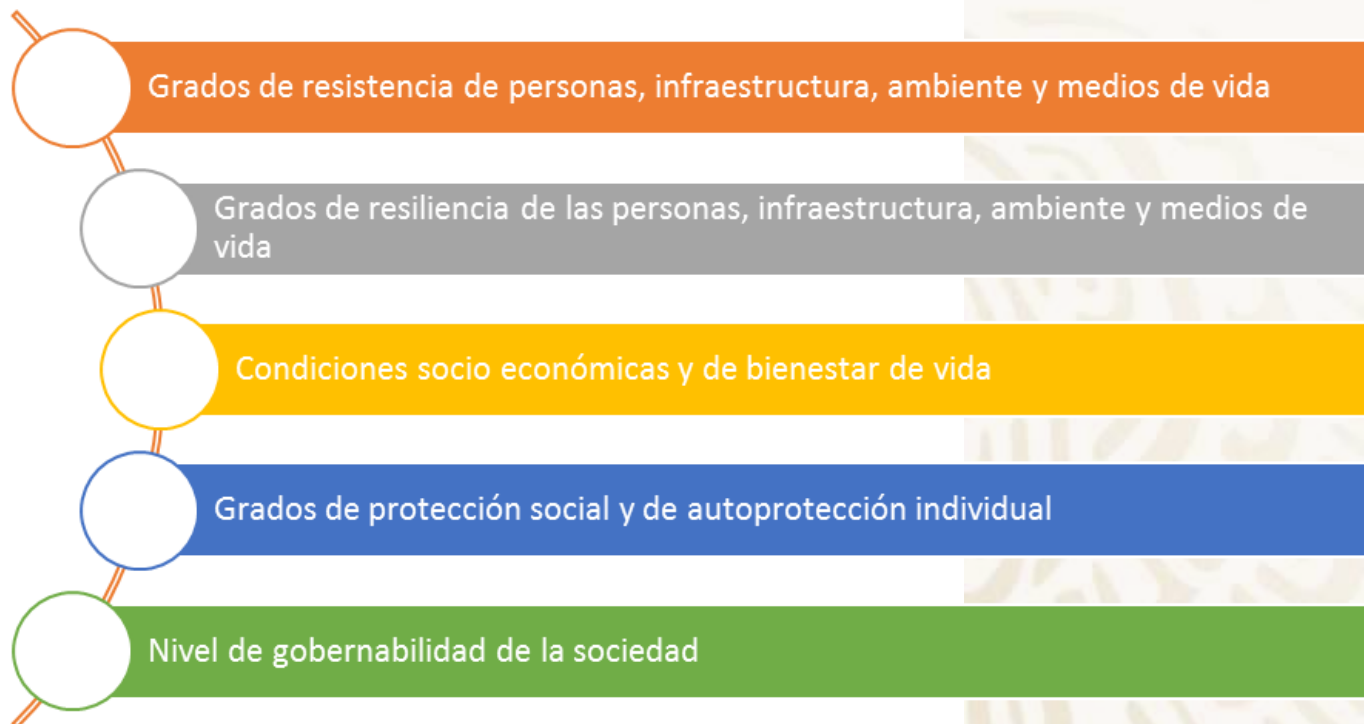 Grados de resistencia de personas, infraestructura, ambiente y medios de vida
Grados de resiliencia de las personas, infraestructura, ambiente y medios de
vida
Condiciones socio económicas y de bienestar de vida
Grados de protección social y de autoprotección individual
Nivel de gobernabilidad de la sociedad